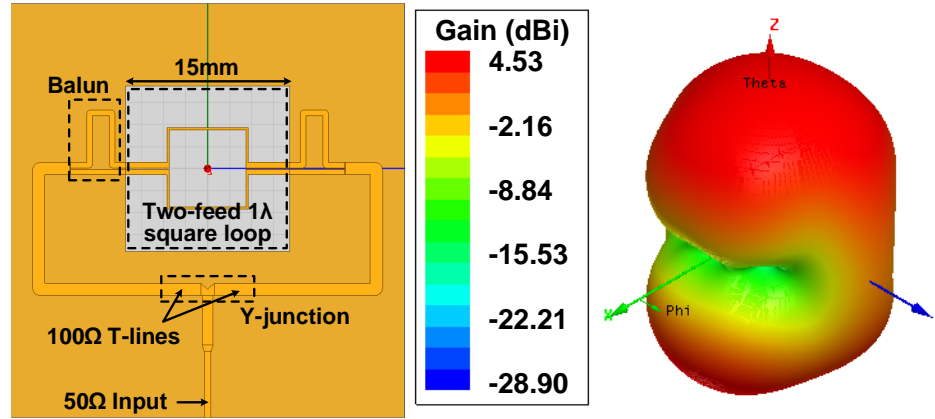 15mm
Balun
Two-feed 1λ
square loop
100Ω T-lines
Y-junction
50Ω Input
Gain (dBi)
4.53
-2.16
-8.84
-15.53
-22.21
-28.90
Z
Theta
Phi